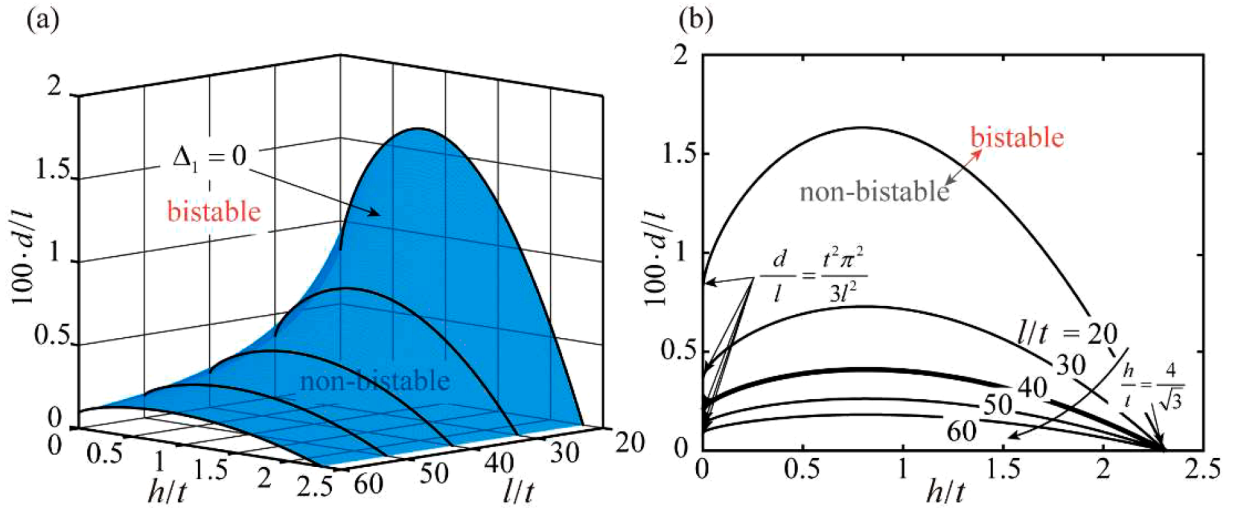 (a)
2
1.5
1
0.5
0
100·d/l
Δ₁ = 0
bistable
non-bistable
0
0.5
1
1.5
2
2.5
h/t
60
50
40
30
20
l/t
(b)
2
1.5
1
0.5
0
100·d/l
bistable
non-bistable
d/l = t²π²/3l²
l/t = 20
30
40
50
60
h/t = 4/√3
0
0.5
1
1.5
2
2.5
h/t